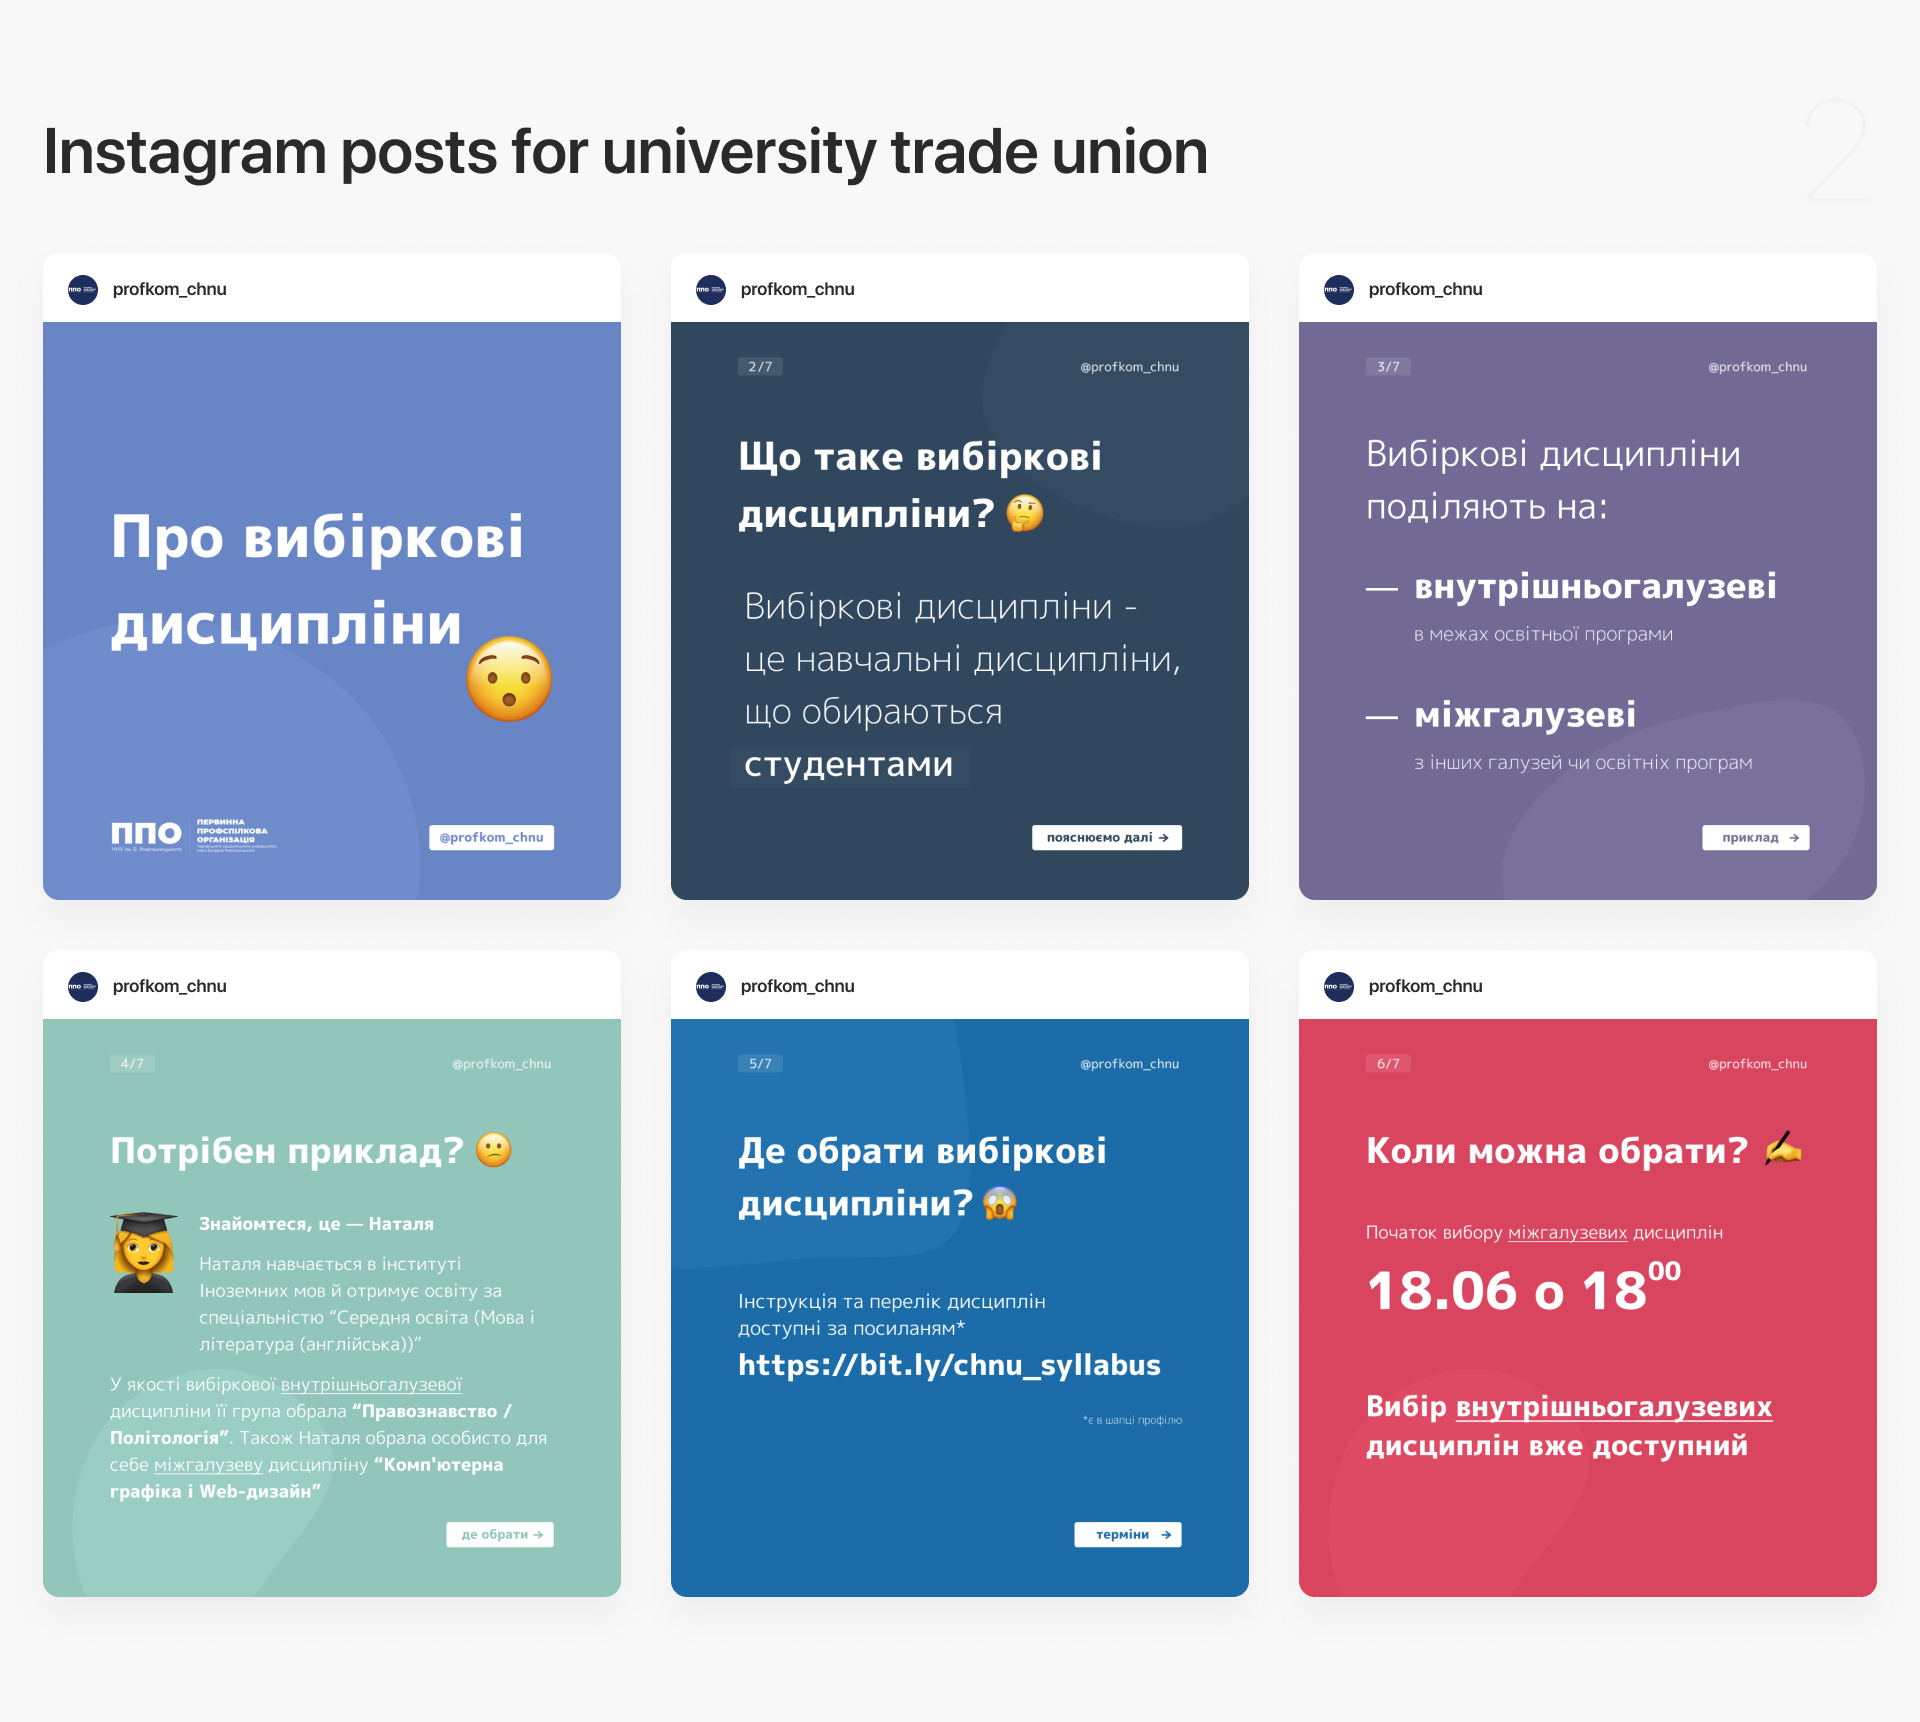 Instagram posts for university trade union
2
profkom_chnu
Про вибіркові
дисципліни
ППО
ЧНУ ім. Б. Хмельницького
ПЕРВИННА
ПРОФСПІЛКОВА
ОРГАНІЗАЦІЯ
@profkom_chnu
profkom_chnu
2/7
@profkom_chnu
Що таке вибіркові
дисципліни?
Вибіркові дисципліни -
це навчальні дисципліни,
що обираються
студентами
пояснюємо далі →
profkom_chnu
3/7
@profkom_chnu
Вибіркові дисципліни
поділяють на:
— внутрішньогалузеві
в межах освітньої програми
— міжгалузеві
з інших галузей чи освітніх програм
приклад →
profkom_chnu
4/7
@profkom_chnu
Потрібен приклад?
Знайомтеся, це — Наталя
Наталя навчається в інституті
Іноземних мов й отримує освіту за
спеціальністю “Середня освіта (Мова і
література (англійська))”
У якості вибіркової внутрішньогалузевої
дисципліни її група обрала “Правознавство /
Політологія”. Також Наталя обрала особисто для
себе міжгалузеву дисципліну “Комп'ютерна
графіка і Web-дизайн”
де обрати →
profkom_chnu
5/7
@profkom_chnu
Де обрати вибіркові
дисципліни?
Інструкція та перелік дисциплін
доступні за посиланям*
https://bit.ly/chnu_syllabus
*є в шапці профілю
терміни →
profkom_chnu
6/7
@profkom_chnu
Коли можна обрати?
Початок вибору міжгалузевих дисциплін
18.06 о 18⁰⁰
Вибір внутрішньогалузевих
дисциплін вже доступний